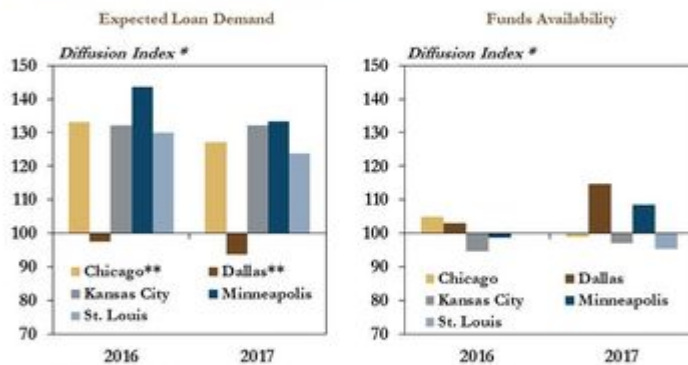 Expected Loan Demand
Diffusion Index *
150
140
130
120
110
100
90
80
70
Chicago**
Dallas**
Kansas City
Minneapolis
St. Louis
2016
2017
Funds Availability
Diffusion Index *
150
140
130
120
110
100
90
80
70
Chicago
Dallas
Kansas City
Minneapolis
St. Louis
2016
2017